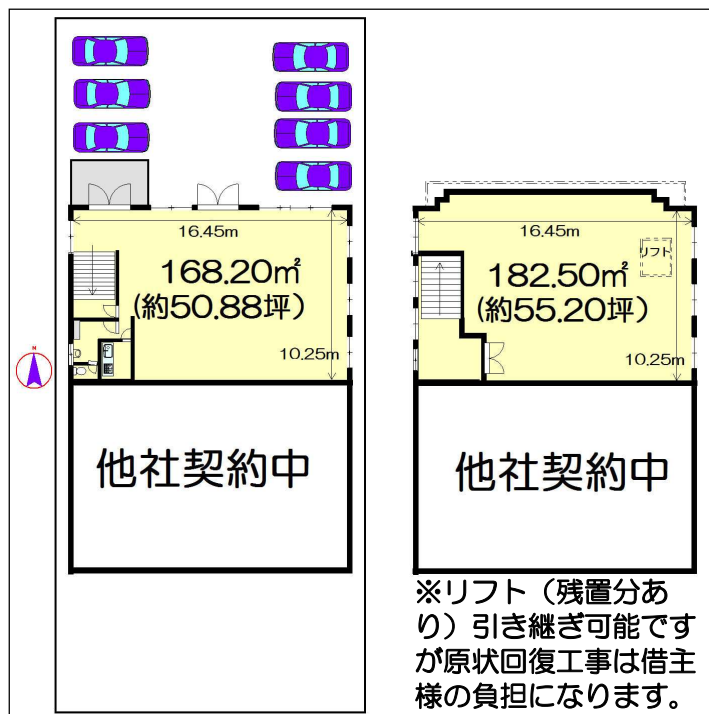 16.45m
168.20㎡
(約50.88坪)
10.25m
N
他社契約中
16.45m
リフト
182.50㎡
(約55.20坪)
10.25m
他社契約中
※リフト（残置分あ
り）引き継ぎ可能です
が原状回復工事は借主
様の負担になります。